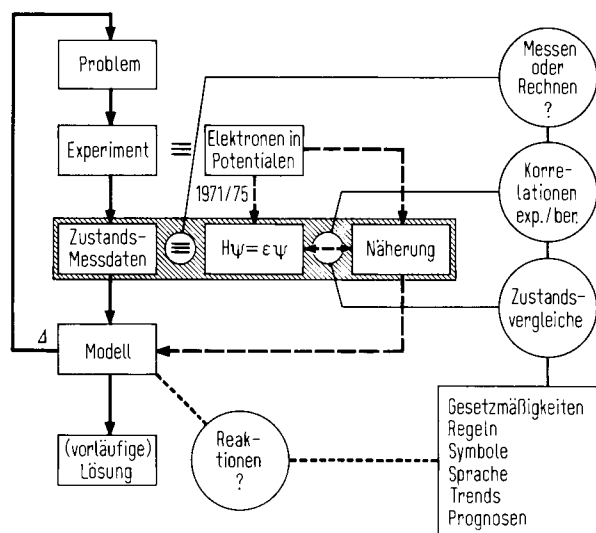 Problem
Messen
oder
Rechnen
?
Experiment
≡
Elektronen in
Potentialen
1971/75
Korre-
lationen
exp./ber.
Zustands-
Messdaten
≡
Hψ = εψ
Näherung
Zustands-
vergleiche
Δ
Modell
(vorläufige)
Lösung
Reak-
tionen
?
Gesetzmäßigkeiten
Regeln
Symbole
Sprache
Trends
Prognosen